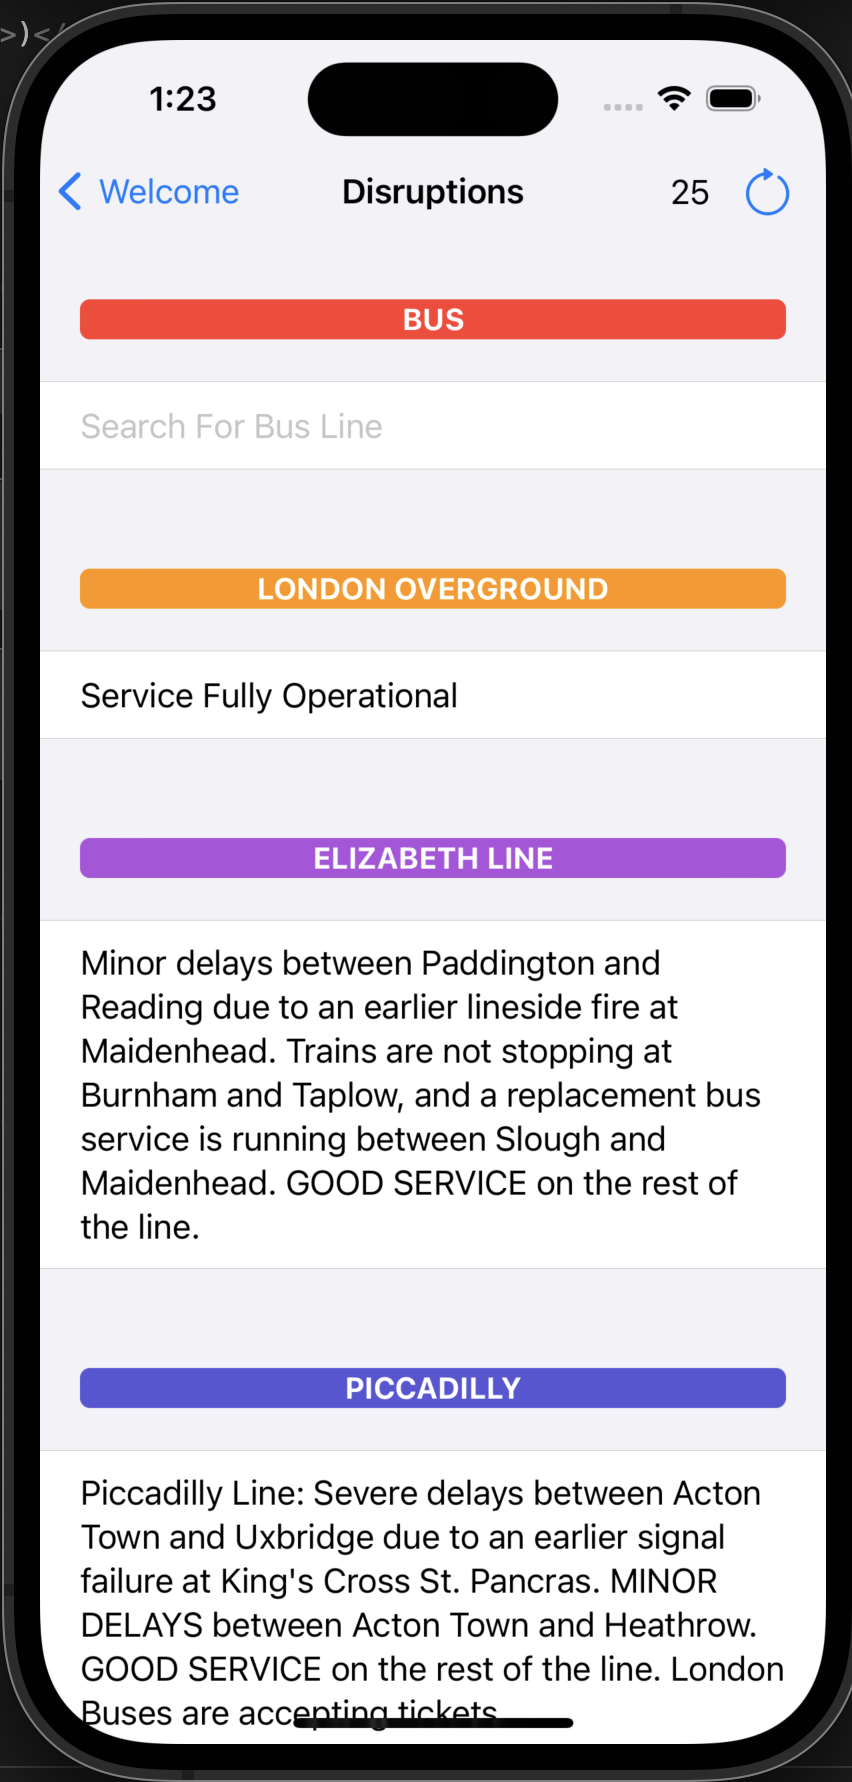 >)</
1:23
Welcome
Disruptions
25
BUS
Search For Bus Line
LONDON OVERGROUND
Service Fully Operational
ELIZABETH LINE
Minor delays between Paddington and
Reading due to an earlier lineside fire at
Maidenhead. Trains are not stopping at
Burnham and Taplow, and a replacement bus
service is running between Slough and
Maidenhead. GOOD SERVICE on the rest of
the line.
PICCADILLY
Piccadilly Line: Severe delays between Acton
Town and Uxbridge due to an earlier signal
failure at King's Cross St. Pancras. MINOR
DELAYS between Acton Town and Heathrow.
GOOD SERVICE on the rest of the line. London
Buses are accepting tickets